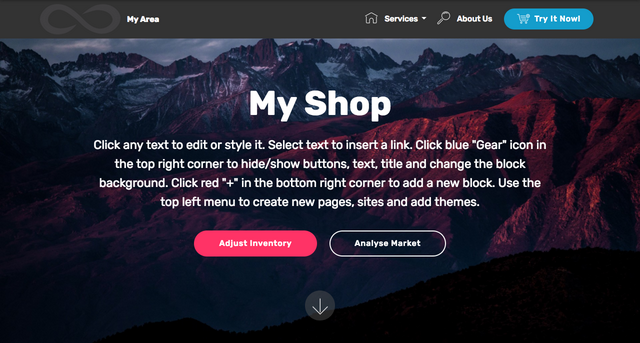 My Area
Services
About Us
Try It Now!
My Shop
Click any text to edit or style it. Select text to insert a link. Click blue "Gear" icon in
the top right corner to hide/show buttons, text, title and change the block
background. Click red "+" in the bottom right corner to add a new block. Use the
top left menu to create new pages, sites and add themes.
Adjust Inventory
Analyse Market